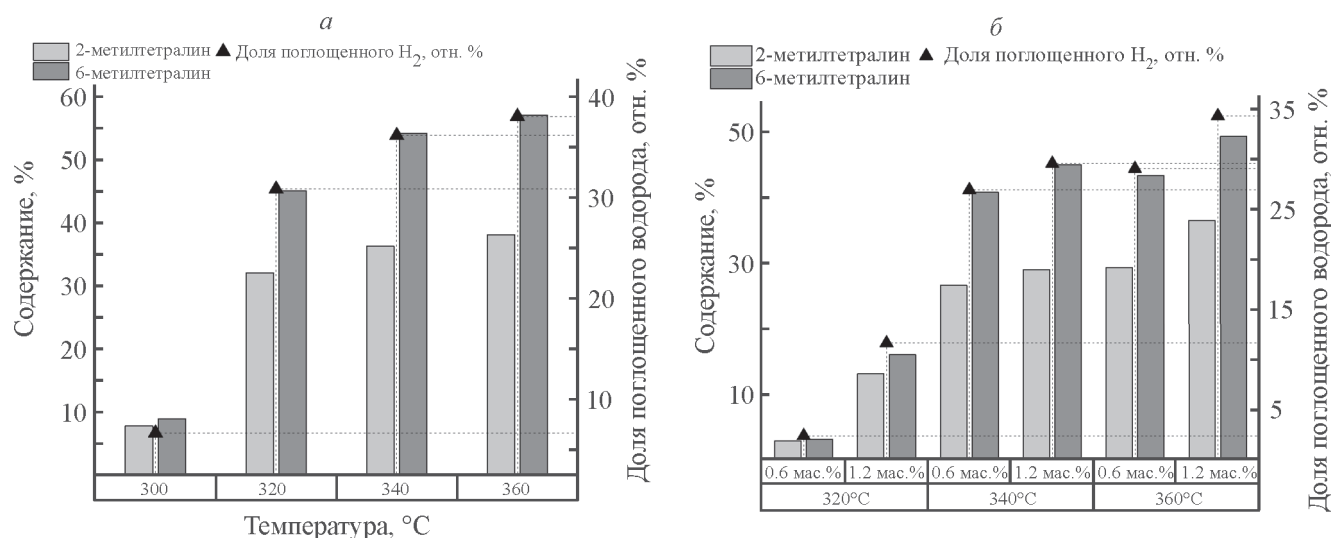 а
2-метилтетралин
Доля поглощенного H2, отн. %
6-метилтетралин
60
50
40
30
20
10
Содержание, %
40
30
20
10
Доля поглощенного водорода, отн. %
300
320
340
360
Температура, °C
б
2-метилтетралин
Доля поглощенного H2, отн. %
6-метилтетралин
50
30
10
Содержание, %
35
25
15
5
Доля поглощенного водорода, отн. %
0.6 мас.%
1.2 мас.%
0.6 мас.%
1.2 мас.%
0.6 мас.%
1.2 мас.%
320°C
340°C
360°C